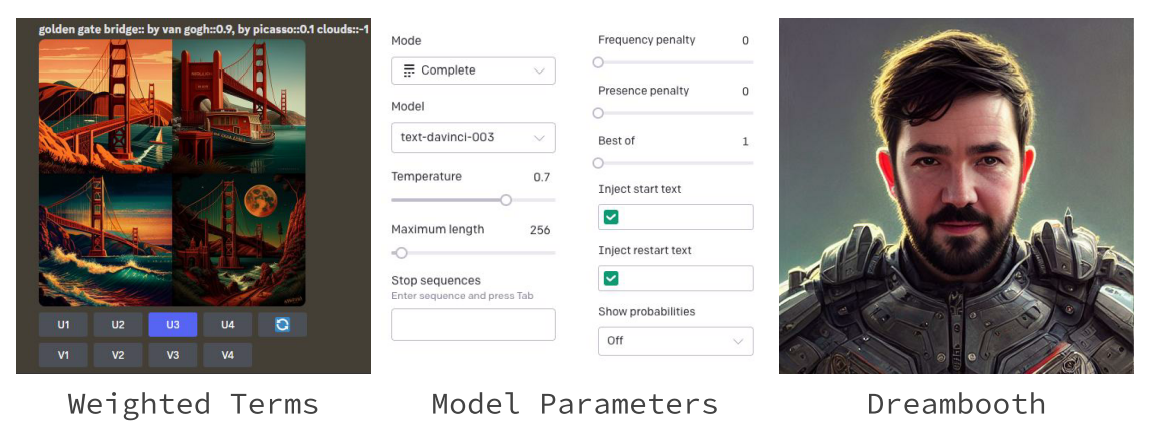 golden gate bridge:: by van gogh::0.9, by picasso::0.1 clouds::-1
U1 U2 U3 U4
V1 V2 V3 V4
Weighted Terms
Mode
Complete
Model
text-davinci-003
Temperature 0.7
Maximum length 256
Stop sequences
Enter sequence and press Tab
Frequency penalty 0
Presence penalty 0
Best of 1
Inject start text
Inject restart text
Show probabilities
Off
Model Parameters
Dreambooth